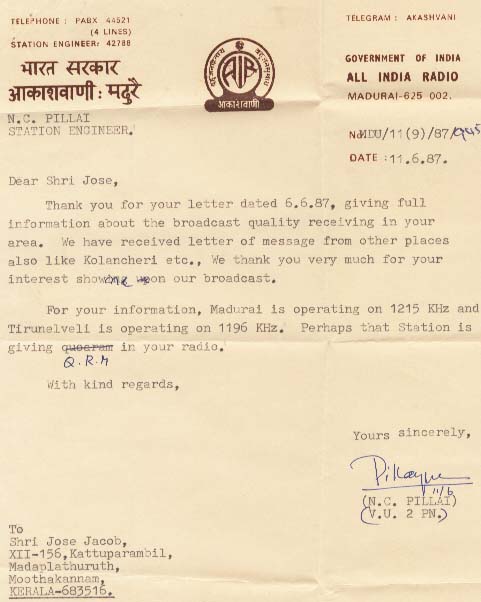 TELEPHONE : PABX 44521
(4 LINES)
STATION ENGINEER: 42788
TELEGRAM : AKASHVANI
भारत सरकार
आकाशवाणी : मदुरै
बहुजनहिताय बहुजनसुखाय
AIR
आकाशवाणी
GOVERNMENT OF INDIA
ALL INDIA RADIO
MADURAI-625 002.
N.C. PILLAI
STATION ENGINEER.
No. MDU/11(9)/87/945
DATE : 11.6.87.
Dear Shri Jose,
Thank you for your letter dated 6.6.87, giving full
information about the broadcast quality receiving in your
area. We have received letter of message from other places
also like Kolancheri etc., We thank you very much for your
interest on our broadcast.
For your information, Madurai is operating on 1215 KHz and
Tirunelveli is operating on 1196 KHz. Perhaps that Station is
giving quoaram in your radio.
Q.R.M
With kind regards,
Yours sincerely,
11/6
(N.C. PILLAI)
(V.U. 2 PN.)
To
Shri Jose Jacob,
XII-156,Kattuparambil,
Madaplathuruth,
Moothakannam,
KERALA-683516.